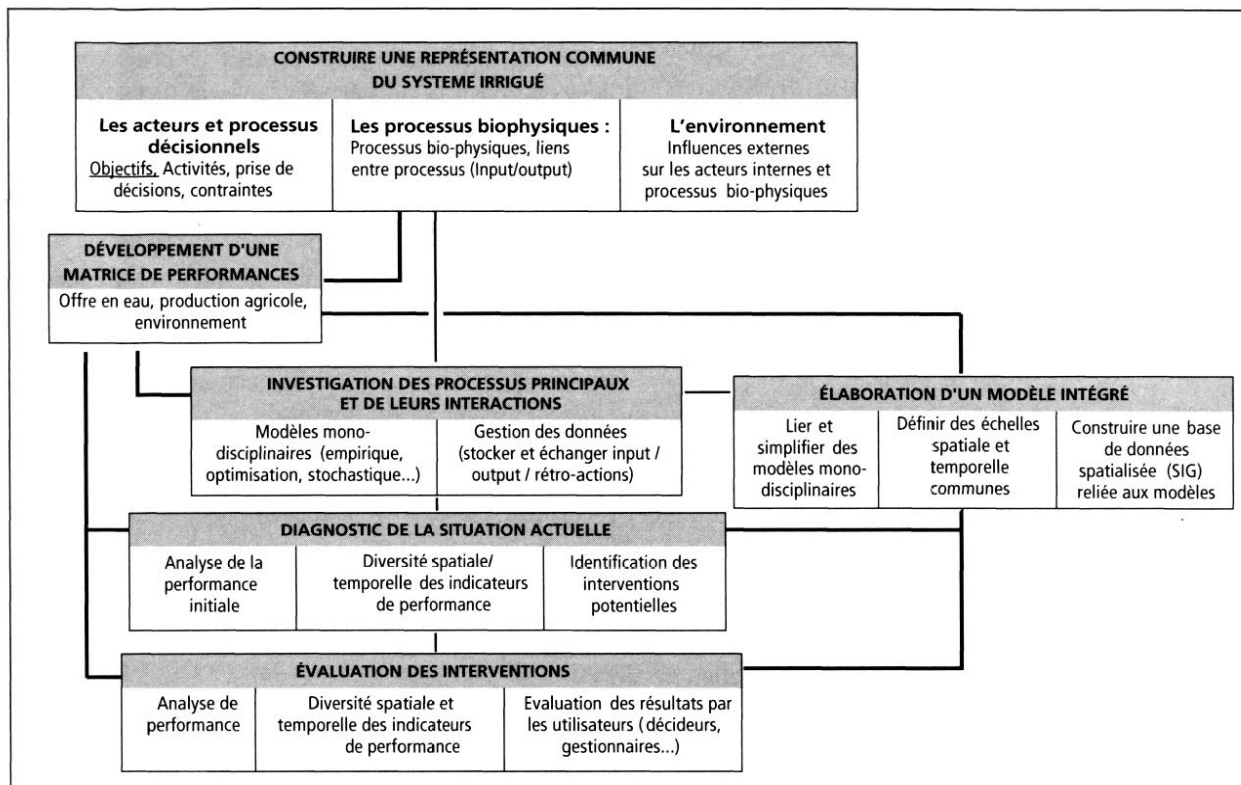 CONSTRUIRE UNE REPRÉSENTATION COMMUNE
DU SYSTEME IRRIGUÉ
Les acteurs et processus
décisionnels
Objectifs, Activités, prise de
décisions, contraintes
Les processus biophysiques :
Processus bio-physiques, liens
entre processus (Input/output)
L'environnement
Influences externes
sur les acteurs internes et
processus bio-physiques
DÉVELOPPEMENT D'UNE
MATRICE DE PERFORMANCES
Offre en eau, production agricole,
environnement
INVESTIGATION DES PROCESSUS PRINCIPAUX
ET DE LEURS INTERACTIONS
Modèles mono-
disciplinaires (empirique,
optimisation, stochastique...)
Gestion des données
(stocker et échanger input /
output / rétro-actions)
ÉLABORATION D'UN MODÈLE INTÉGRÉ
Lier et
simplifier des
modèles mono-
disciplinaires
Définir des échelles
spatiale et
temporelle
communes
Construire une base
de données
spatialisée (SIG)
reliée aux modèles
DIAGNOSTIC DE LA SITUATION ACTUELLE
Analyse de la
performance
initiale
Diversité spatiale/
temporelle des indicateurs
de performance
Identification des
interventions
potentielles
ÉVALUATION DES INTERVENTIONS
Analyse de
performance
Diversité spatiale et
temporelle des indicateurs
de performance
Evaluation des résultats par
les utilisateurs (décideurs,
gestionnaires...)